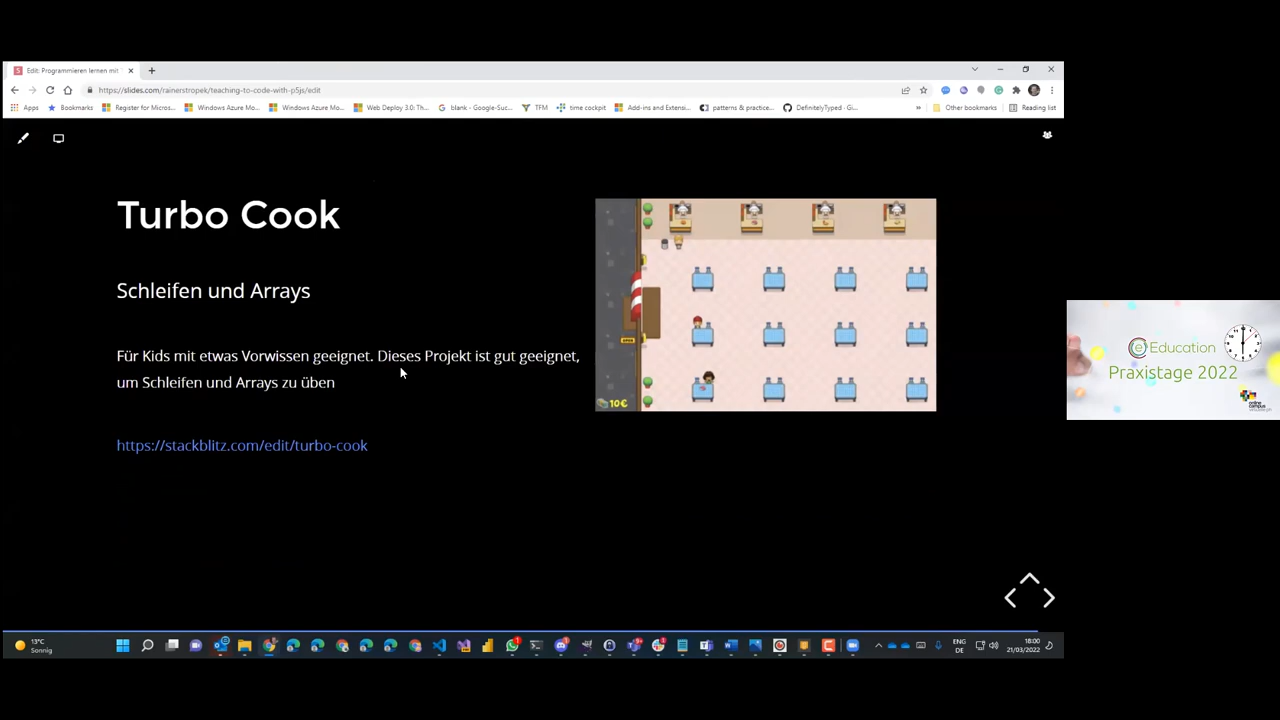 Edit: Programmieren lernen mit
https://slides.com/rainerstropek/teaching-to-code-with-p5js/edit
Apps
Bookmarks
Register for Micros...
Windows Azure Mo...
Windows Azure Mo...
Web Deploy 3.0: Th...
blank - Google-Suc...
TFM
time cockpit
Add-ins and Extensi...
patterns & practice...
DefinitelyTyped · Gi...
»
Other bookmarks
Reading list
Turbo Cook
Schleifen und Arrays
Für Kids mit etwas Vorwissen geeignet. Dieses Projekt ist gut geeignet,
um Schleifen und Arrays zu üben
https://stackblitz.com/edit/turbo-cook
10€
eEducation
Praxistage 2022
13°C
Sonnig
ENG
DE
18:00
21/03/2022